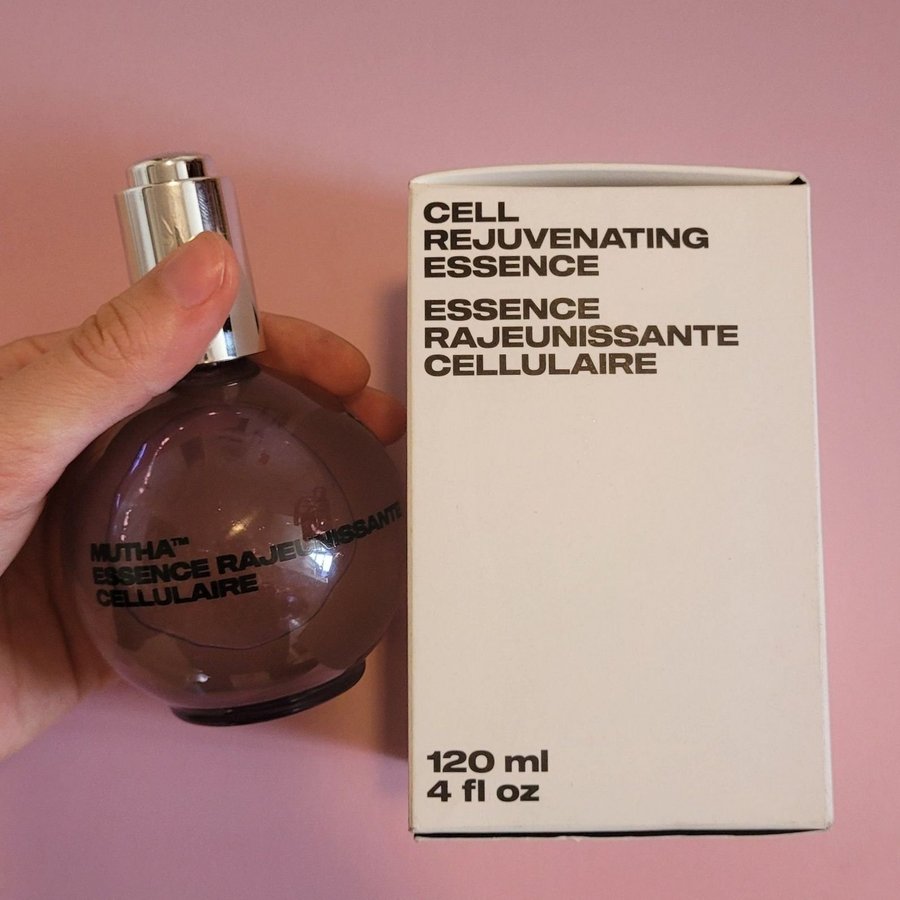 MUTHA™
ESSENCE RAJEUNISSANTE
CELLULAIRE
CELL
REJUVENATING
ESSENCE
ESSENCE
RAJEUNISSANTE
CELLULAIRE
120 ml
4 fl oz